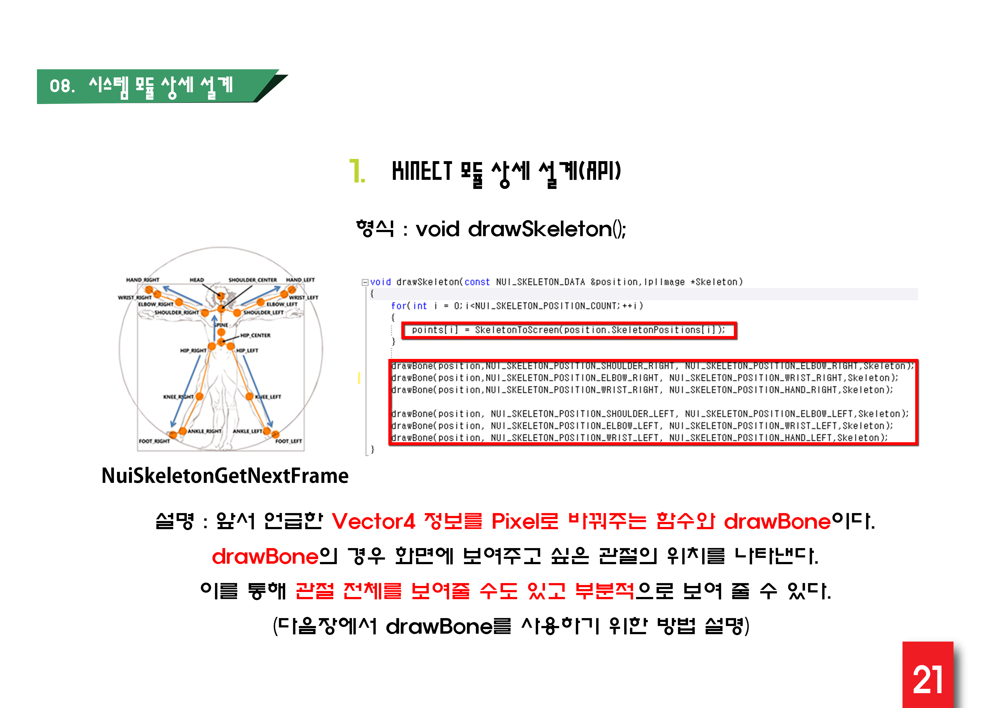 08. 시스템 모듈 상세 설계
1. KINECT 모듈 상세 설계(API)
형식 : void drawSkeleton();
HAND_RIGHT HEAD SHOULDER_CENTER HAND_LEFT
WRIST_RIGHT WRIST_LEFT
ELBOW_RIGHT ELBOW_LEFT
SHOULDER_RIGHT SHOULDER_LEFT
SPINE
HIP_CENTER
HIP_RIGHT HIP_LEFT
KNEE_RIGHT KNEE_LEFT
ANKLE_RIGHT ANKLE_LEFT
FOOT_RIGHT FOOT_LEFT
NuiSkeletonGetNextFrame
void drawSkeleton(const NUI_SKELETON_DATA &position,IplImage *Skeleton)
{
for(int i = 0;i<NUI_SKELETON_POSITION_COUNT;++i)
{
points[i] = SkeletonToScreen(position.SkeletonPositions[i]);
}
drawBone(position,NUI_SKELETON_POSITION_SHOULDER_RIGHT, NUI_SKELETON_POSITION_ELBOW_RIGHT,Skeleton);
drawBone(position,NUI_SKELETON_POSITION_ELBOW_RIGHT, NUI_SKELETON_POSITION_WRIST_RIGHT,Skeleton);
drawBone(position,NUI_SKELETON_POSITION_WRIST_RIGHT, NUI_SKELETON_POSITION_HAND_RIGHT,Skeleton);
drawBone(position, NUI_SKELETON_POSITION_SHOULDER_LEFT, NUI_SKELETON_POSITION_ELBOW_LEFT,Skeleton);
drawBone(position, NUI_SKELETON_POSITION_ELBOW_LEFT, NUI_SKELETON_POSITION_WRIST_LEFT,Skeleton);
drawBone(position, NUI_SKELETON_POSITION_WRIST_LEFT, NUI_SKELETON_POSITION_HAND_LEFT,Skeleton);
}
설명 : 앞서 언급한 Vector4 정보를 Pixel로 바꿔주는 함수와 drawBone이다.
drawBone의 경우 화면에 보여주고 싶은 관절의 위치를 나타낸다.
이를 통해 관절 전체를 보여줄 수도 있고 부분적으로 보여 줄 수 있다.
(다음장에서 drawBone를 사용하기 위한 방법 설명)
21